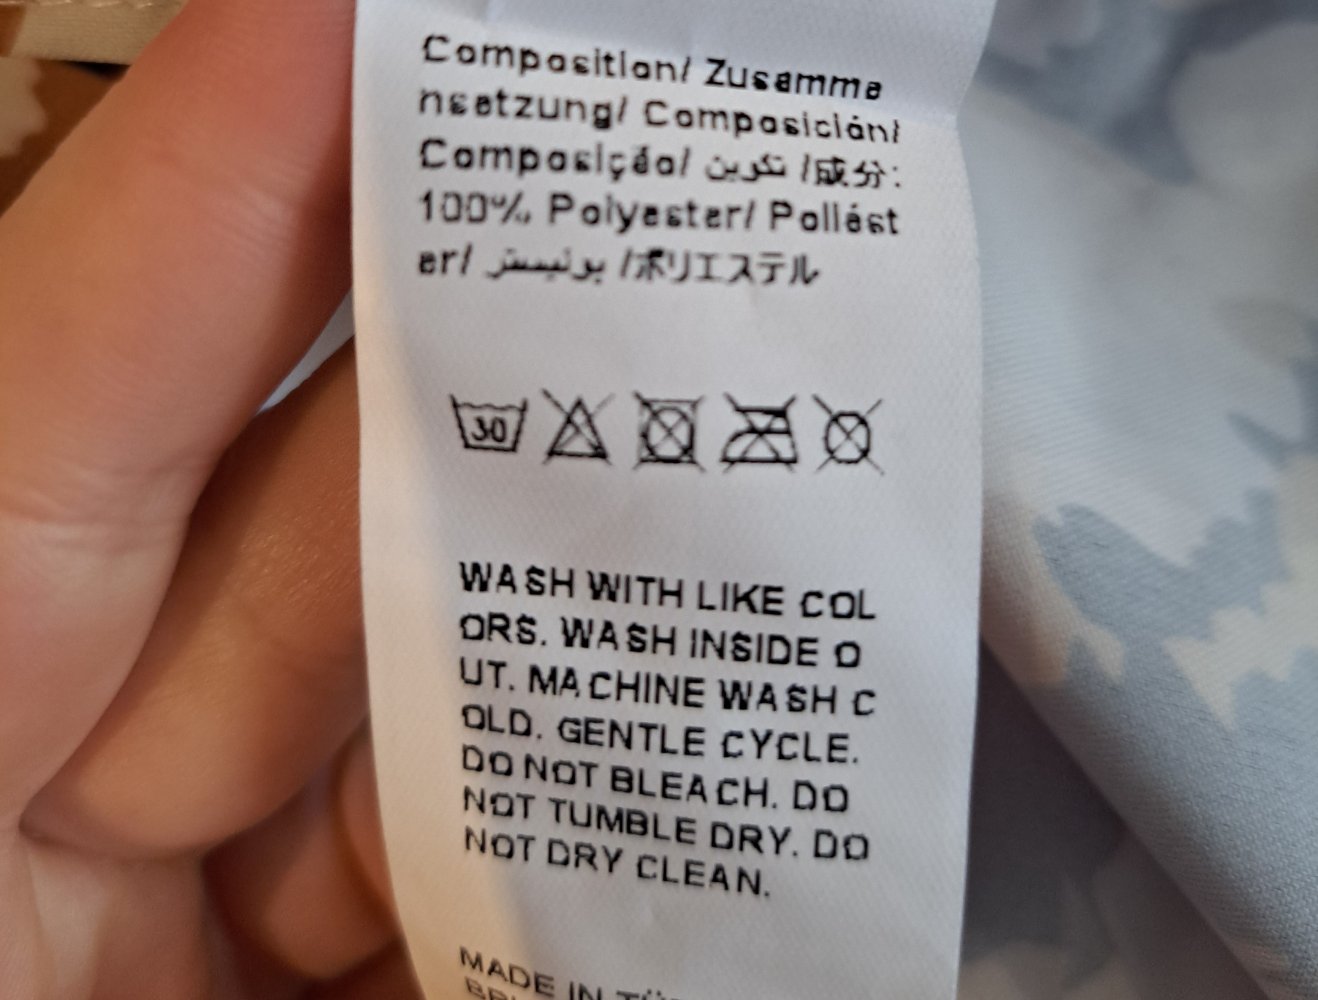 Composition/ Zusamme
nsetzung/ Composición/
Composição/ تكوين /成分:
100% Polyester/ Poliést
er/ بوليستر /ポリエステル
30
WASH WITH LIKE COL
ORS. WASH INSIDE O
UT. MACHINE WASH C
OLD. GENTLE CYCLE.
DO NOT BLEACH. DO
NOT TUMBLE DRY. DO
NOT DRY CLEAN.
MADE IN